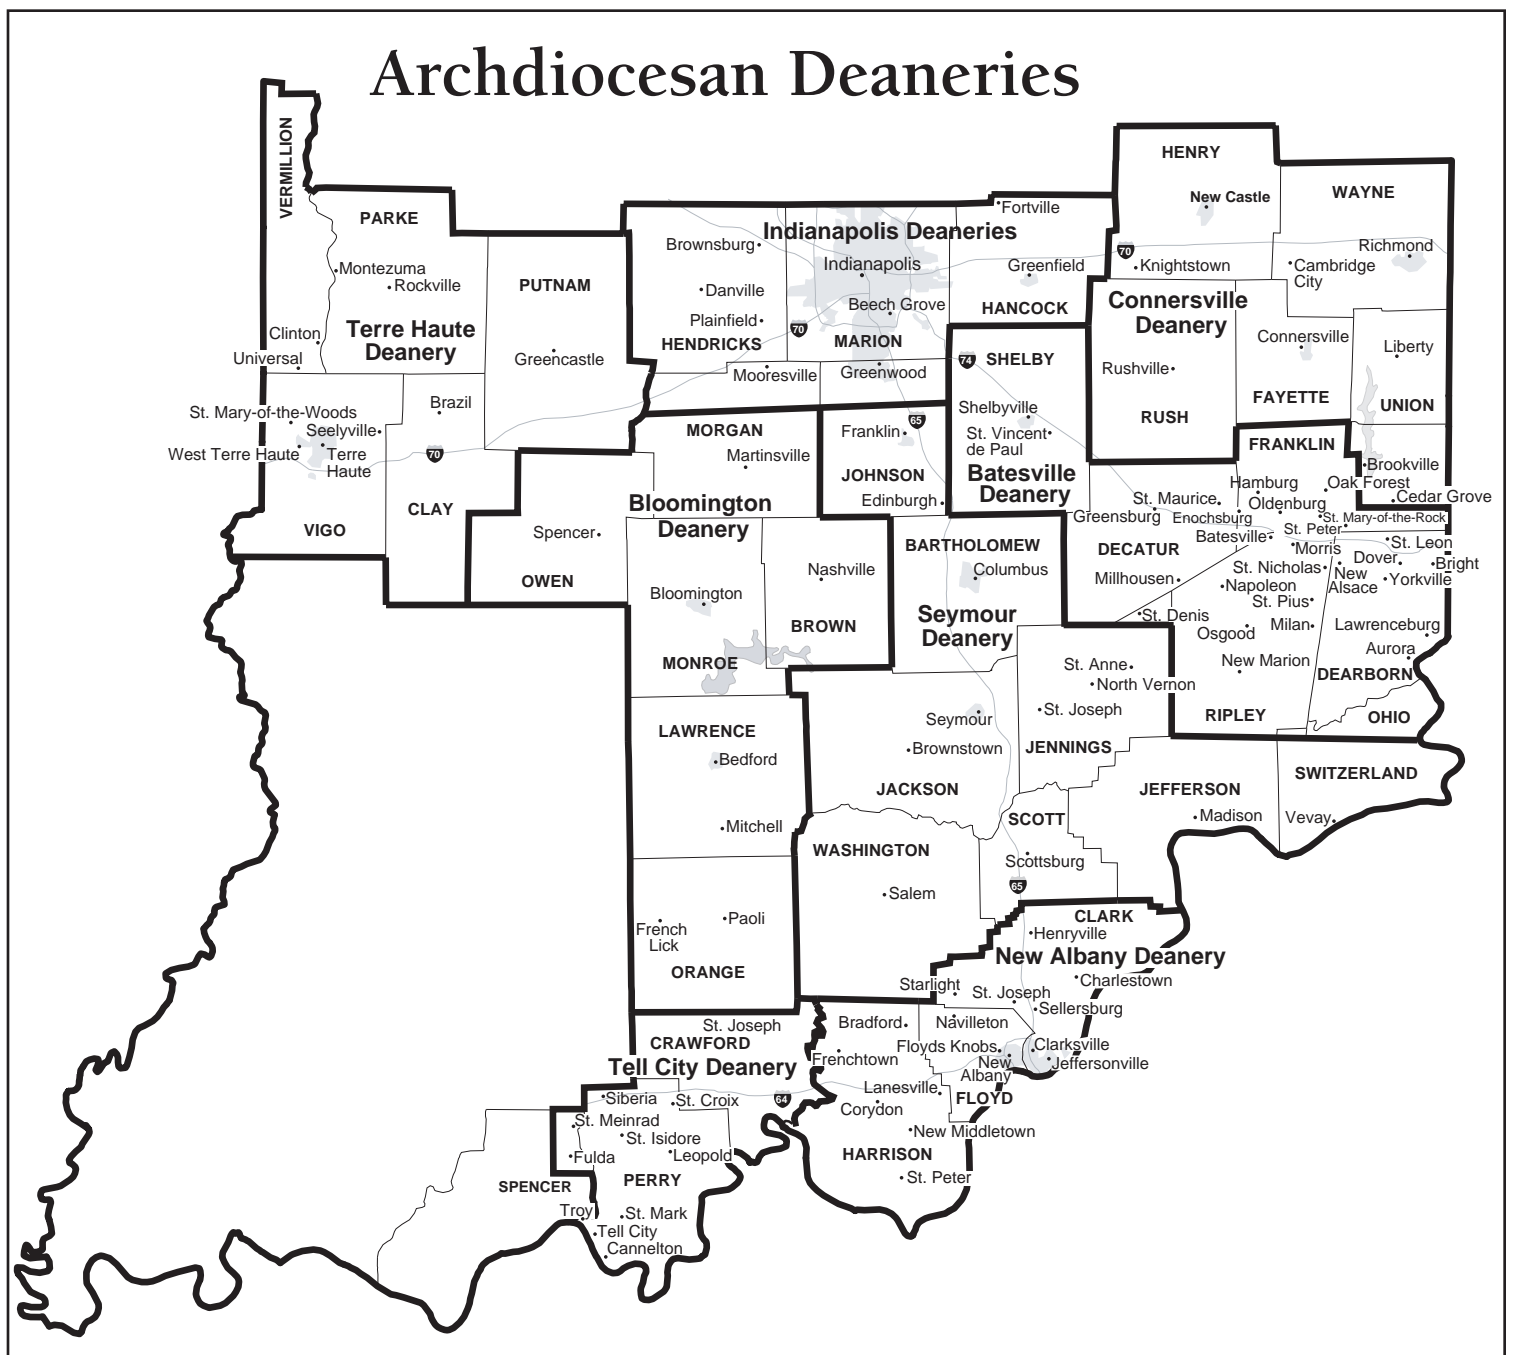 Archdiocesan Deaneries
VERMILLION
HENRY
New Castle
WAYNE
Richmond
PARKE
Fortville
Indianapolis Deaneries
Brownsburg
Indianapolis
Greenfield
70
Knightstown
Cambridge
City
Montezuma
Rockville
PUTNAM
Danville
Beech Grove
HANCOCK
Connersville
Deanery
Plainfield
70
HENDRICKS
MARION
Terre Haute
Deanery
Clinton
Universal
Greencastle
Mooresville
Greenwood
74
SHELBY
Connersville
Liberty
Rushville
RUSH
FAYETTE
UNION
St. Mary-of-the-Woods
Seelyville
West Terre Haute
Terre
Haute
Brazil
70
CLAY
VIGO
MORGAN
Martinsville
Franklin
65
JOHNSON
Edinburgh
Shelbyville
St. Vincent
de Paul
Batesville
Deanery
FRANKLIN
Brookville
Hamburg
Oak Forest
Cedar Grove
St. Maurice
Oldenburg
Greensburg
Enochsburg
St. Mary-of-the-Rock
St. Peter
Batesville
St. Leon
Morris
Dover
Bright
DECATUR
St. Nicholas
New
Alsace
Yorkville
Millhousen
Napoleon
St. Pius
St. Denis
Osgood
Milan
Lawrenceburg
Aurora
New Marion
DEARBORN
RIPLEY
OHIO
Bloomington
Deanery
Spencer
OWEN
Bloomington
Nashville
BROWN
MONROE
BARTHOLOMEW
Columbus
Seymour
Deanery
St. Anne
North Vernon
St. Joseph
JENNINGS
Seymour
Brownstown
JACKSON
LAWRENCE
Bedford
Mitchell
SWITZERLAND
JEFFERSON
Madison
Vevay
SCOTT
Scottsburg
65
WASHINGTON
Salem
French
Lick
Paoli
ORANGE
CLARK
Henryville
New Albany Deanery
Charlestown
Starlight
St. Joseph
Sellersburg
Bradford
Navilleton
Floyds Knobs
Clarksville
Frenchtown
New
Albany
Jeffersonville
Lanesville
FLOYD
Corydon
New Middletown
HARRISON
St. Peter
St. Joseph
CRAWFORD
Tell City Deanery
64
Siberia
St. Croix
St. Meinrad
St. Isidore
Leopold
Fulda
PERRY
SPENCER
Troy
St. Mark
Tell City
Cannelton